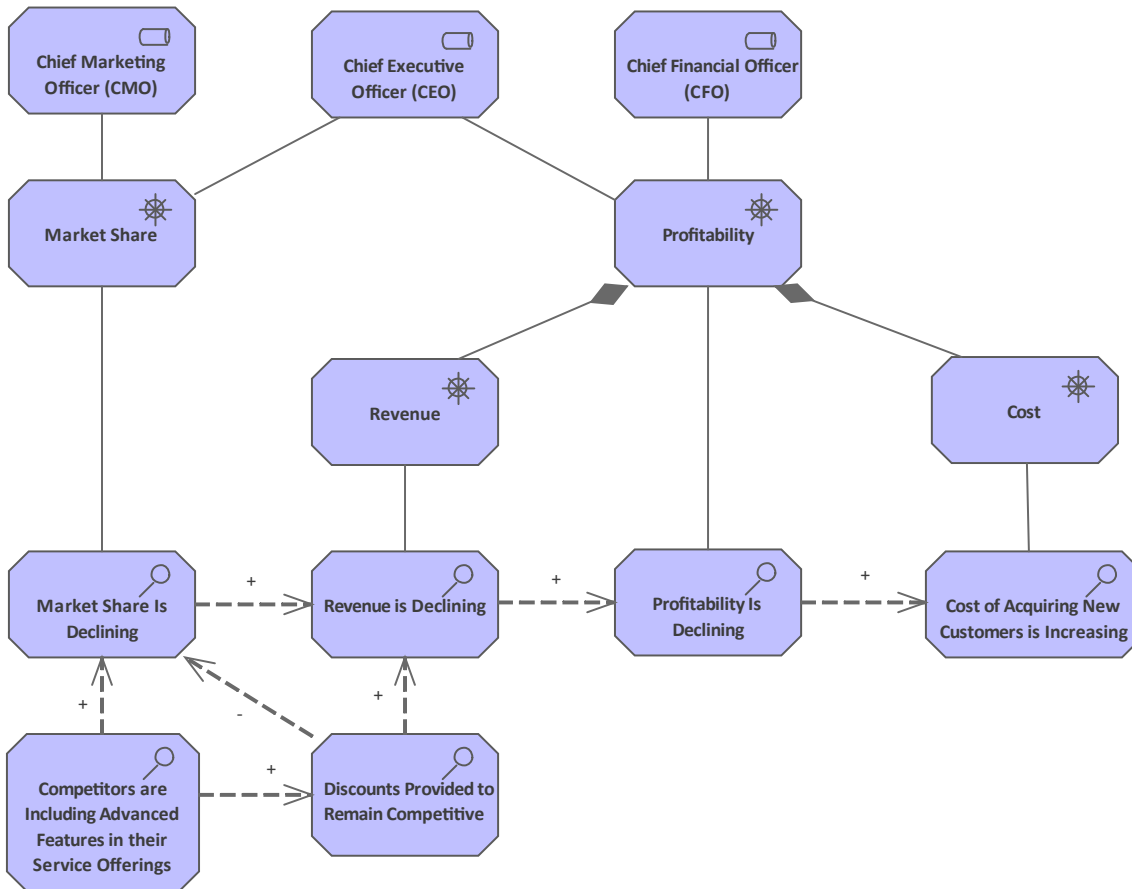 Chief Marketing
Officer (CMO)
Chief Executive
Officer (CEO)
Chief Financial Officer
(CFO)
Market Share
Profitability
Revenue
Cost
Market Share Is
Declining
+
Revenue is Declining
+
Profitability Is
Declining
+
Cost of Acquiring New
Customers is Increasing
+
-
+
Competitors are
Including Advanced
Features in their
Service Offerings
+
Discounts Provided to
Remain Competitive